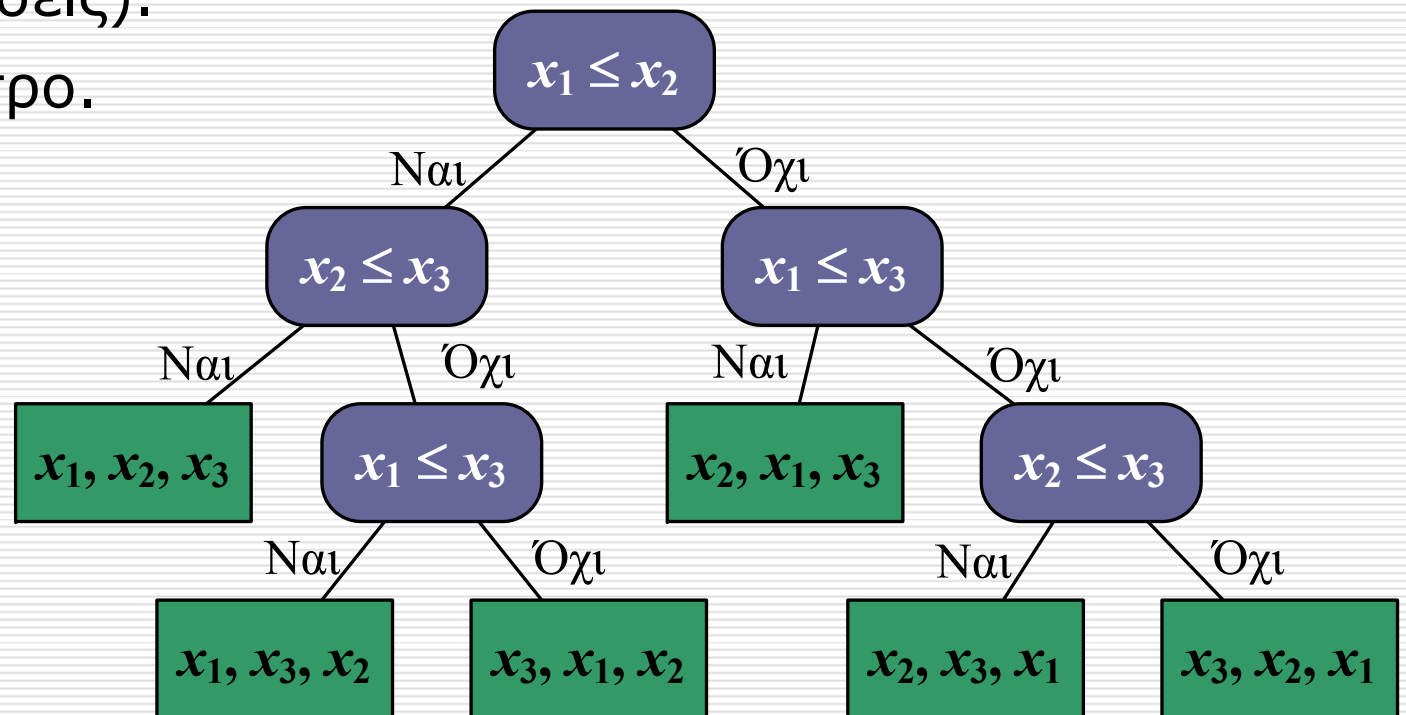 x₁ ≤ x₂
Ναι Όχι
x₂ ≤ x₃ x₁ ≤ x₃
Ναι Όχι Ναι Όχι
x₁, x₂, x₃ x₁ ≤ x₃ x₂, x₁, x₃ x₂ ≤ x₃
Ναι Όχι Ναι Όχι
x₁, x₃, x₂ x₃, x₁, x₂ x₂, x₃, x₁ x₃, x₂, x₁